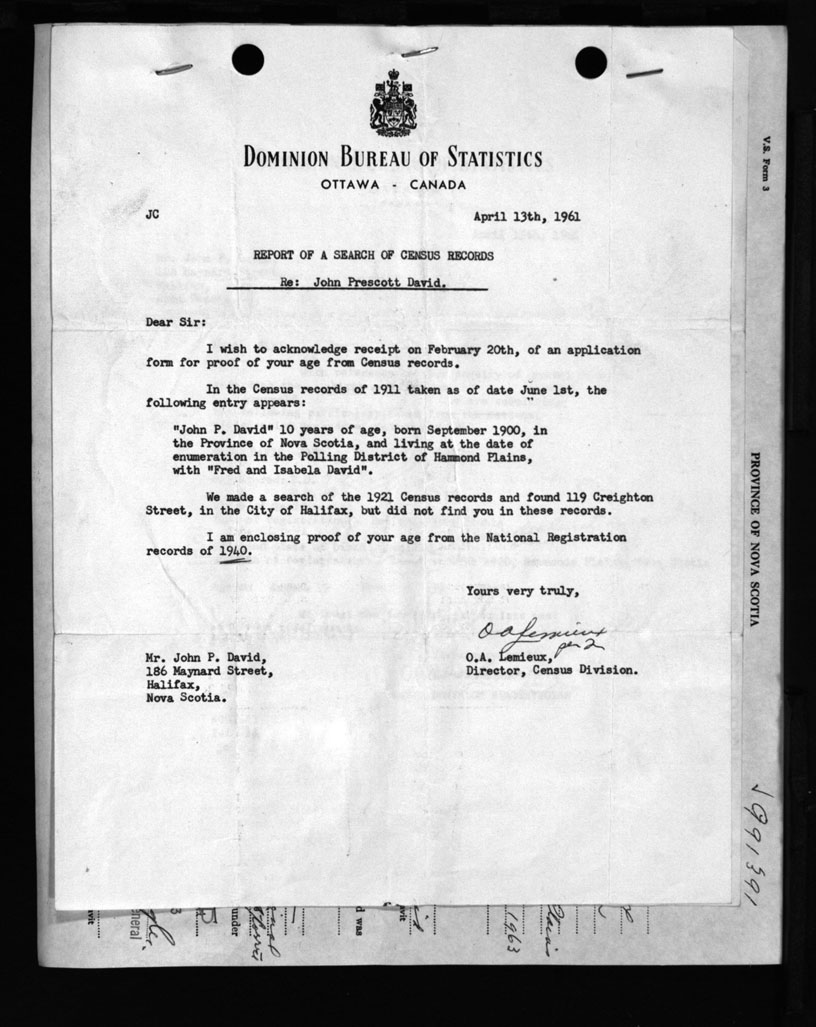 DOMINION BUREAU OF STATISTICS
OTTAWA - CANADA
JC
April 13th, 1961
REPORT OF A SEARCH OF CENSUS RECORDS
Re: John Prescott David.
Dear Sir:
I wish to acknowledge receipt on February 20th, of an application
form for proof of your age from Census records.
In the Census records of 1911 taken as of date June 1st, the
following entry appears:
"John P. David" 10 years of age, born September 1900, in
the Province of Nova Scotia, and living at the date of
enumeration in the Polling District of Hammond Plains,
with "Fred and Isabela David".
We made a search of the 1921 Census records and found 119 Creighton
Street, in the City of Halifax, but did not find you in these records.
I am enclosing proof of your age from the National Registration
records of 1940.
Yours very truly,
O A Lemieux
O.A. Lemieux,
Director, Census Division.
Mr. John P. David,
186 Maynard Street,
Halifax,
Nova Scotia.
V.S. Form 3
PROVINCE OF NOVA SCOTIA
991391
under
d was
1963
Plains